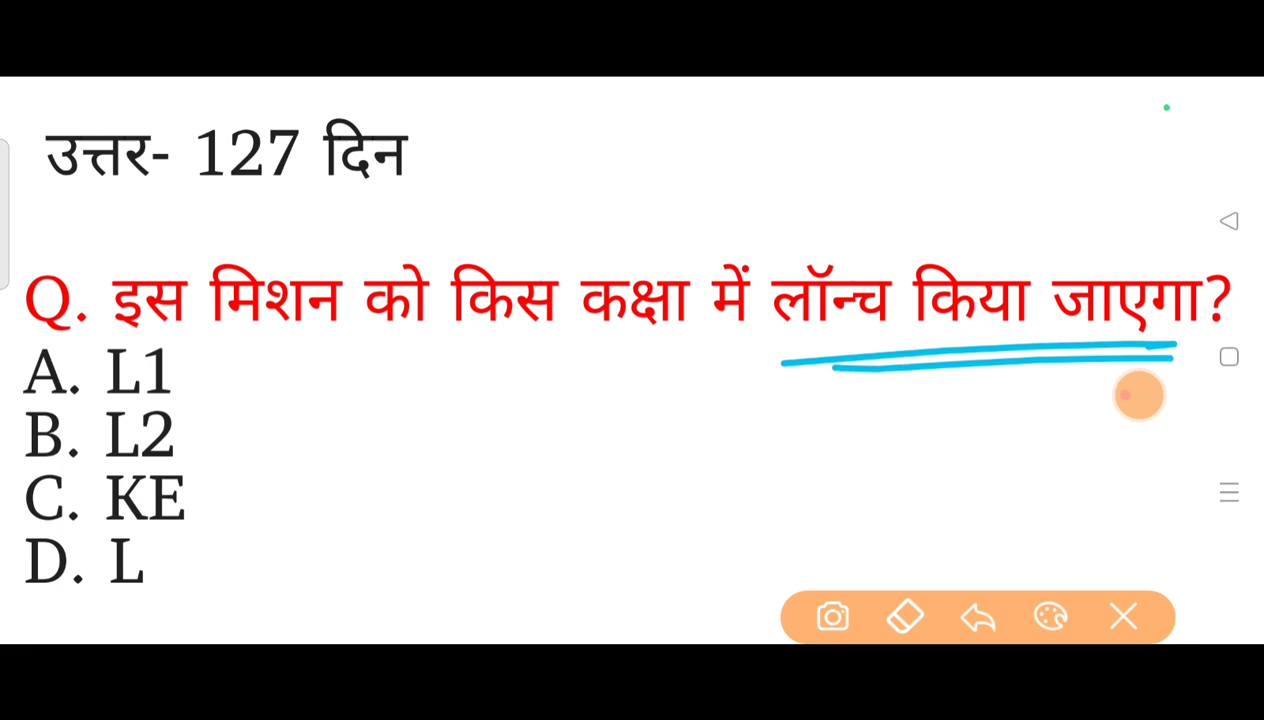 उत्तर- 127 दिन
Q. इस मिशन को किस कक्षा में लॉन्च किया जाएगा?
A. L1
B. L2
C. KE
D. L